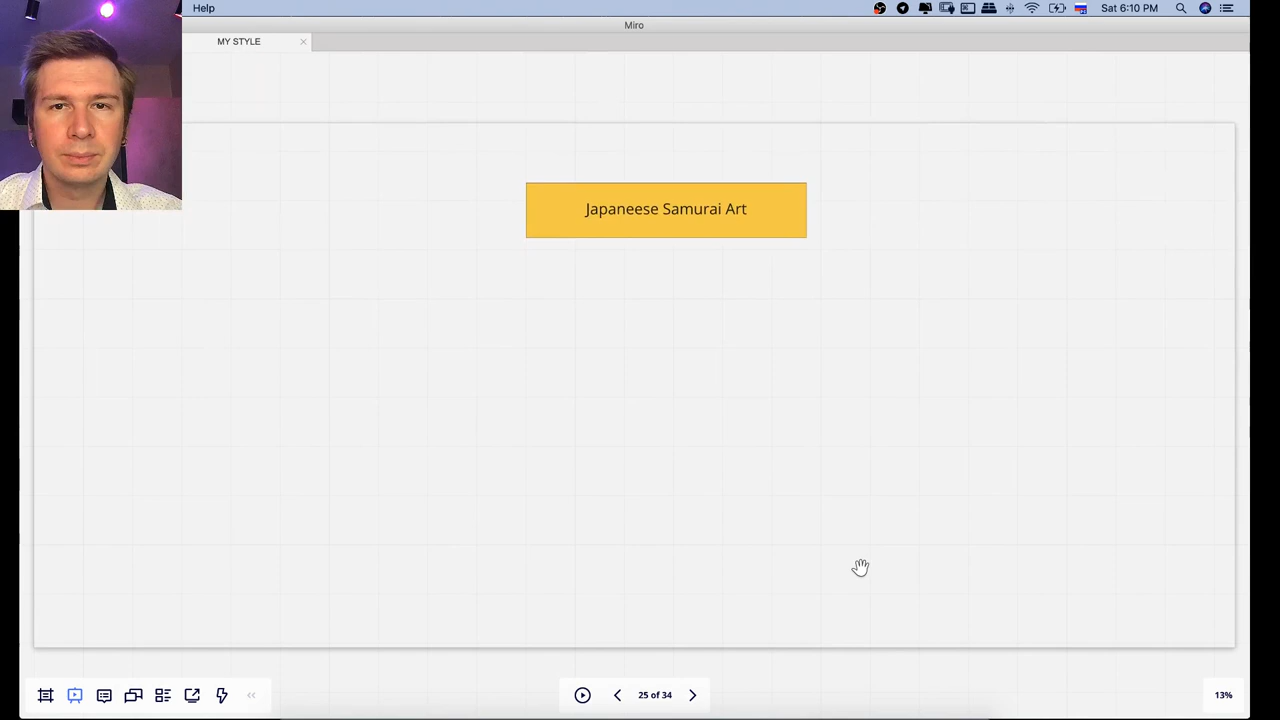 Help
Sat 6:10 PM
Miro
MY STYLE
Japaneese Samurai Art
25 of 34
13%